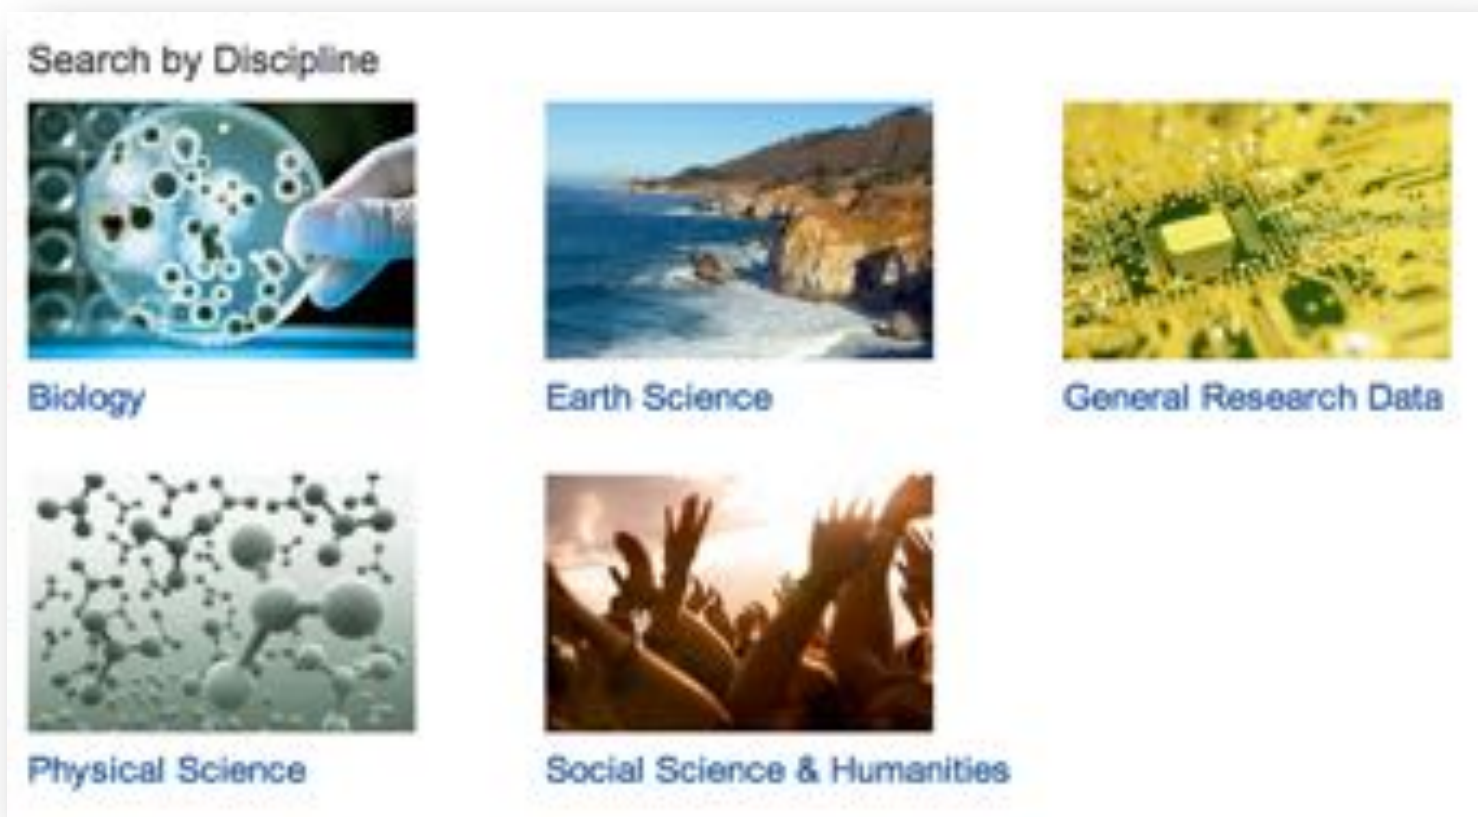 Search by Discipline
Biology
Earth Science
General Research Data
Physical Science
Social Science & Humanities